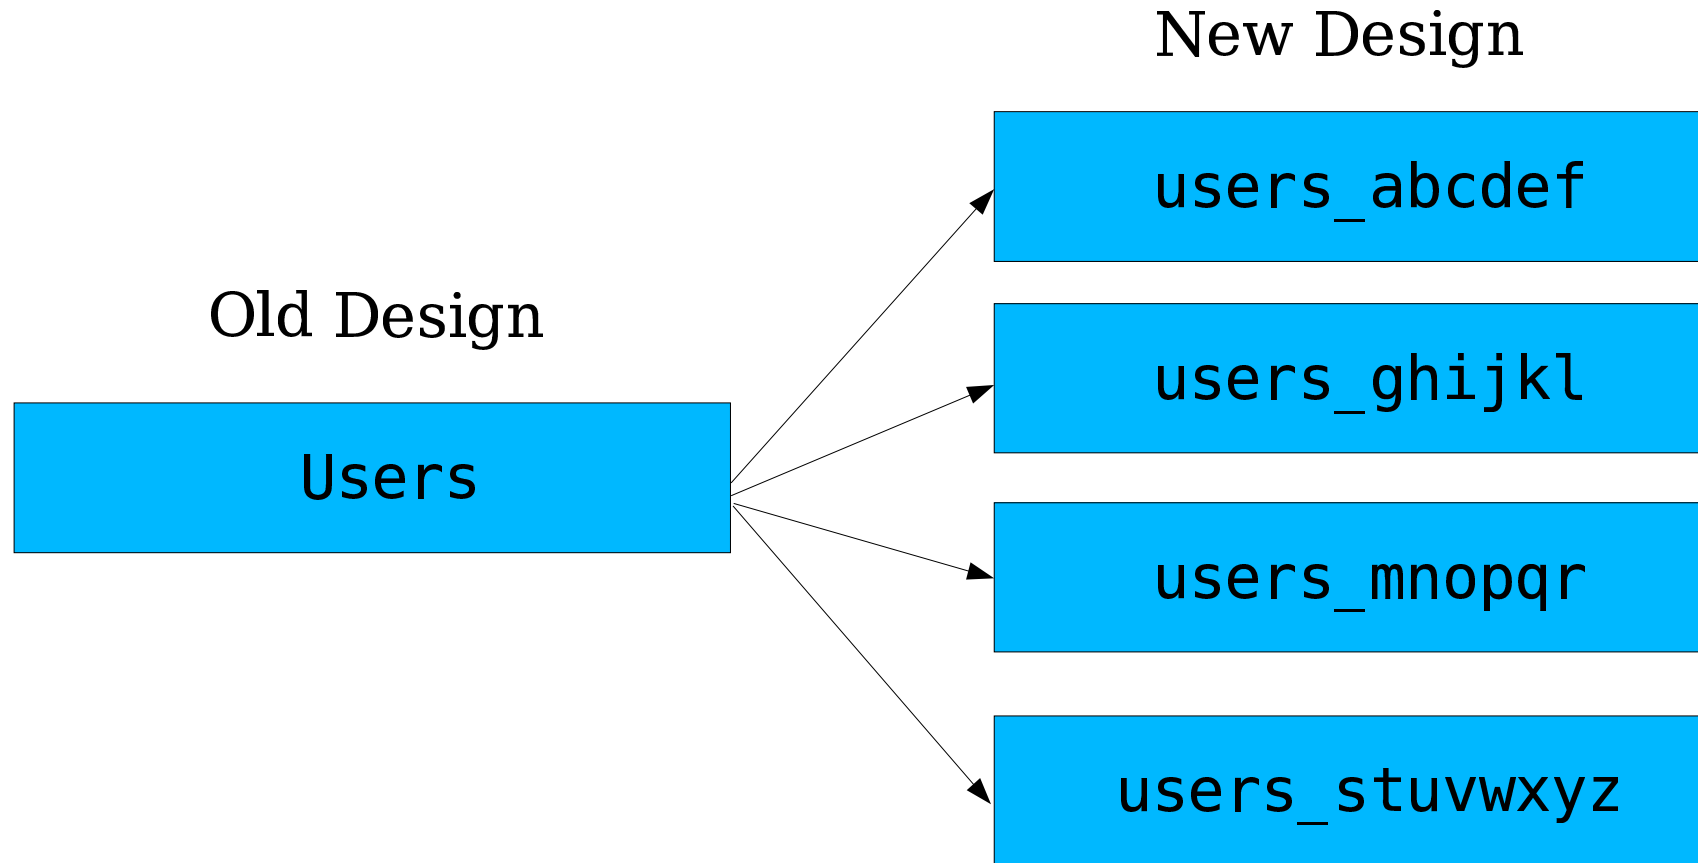 New Design
users_abcdef
Old Design
users_ghijkl
Users
users_mnopqr
users_stuvwxyz